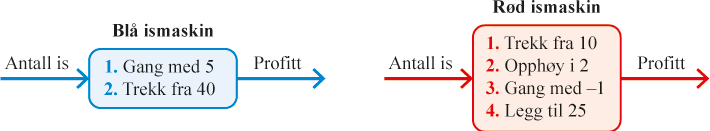 Blå ismaskin
Antall is
1. Gang med 5
2. Trekk fra 40
Profitt
Rød ismaskin
Antall is
1. Trekk fra 10
2. Opphøy i 2
3. Gang med –1
4. Legg til 25
Profitt